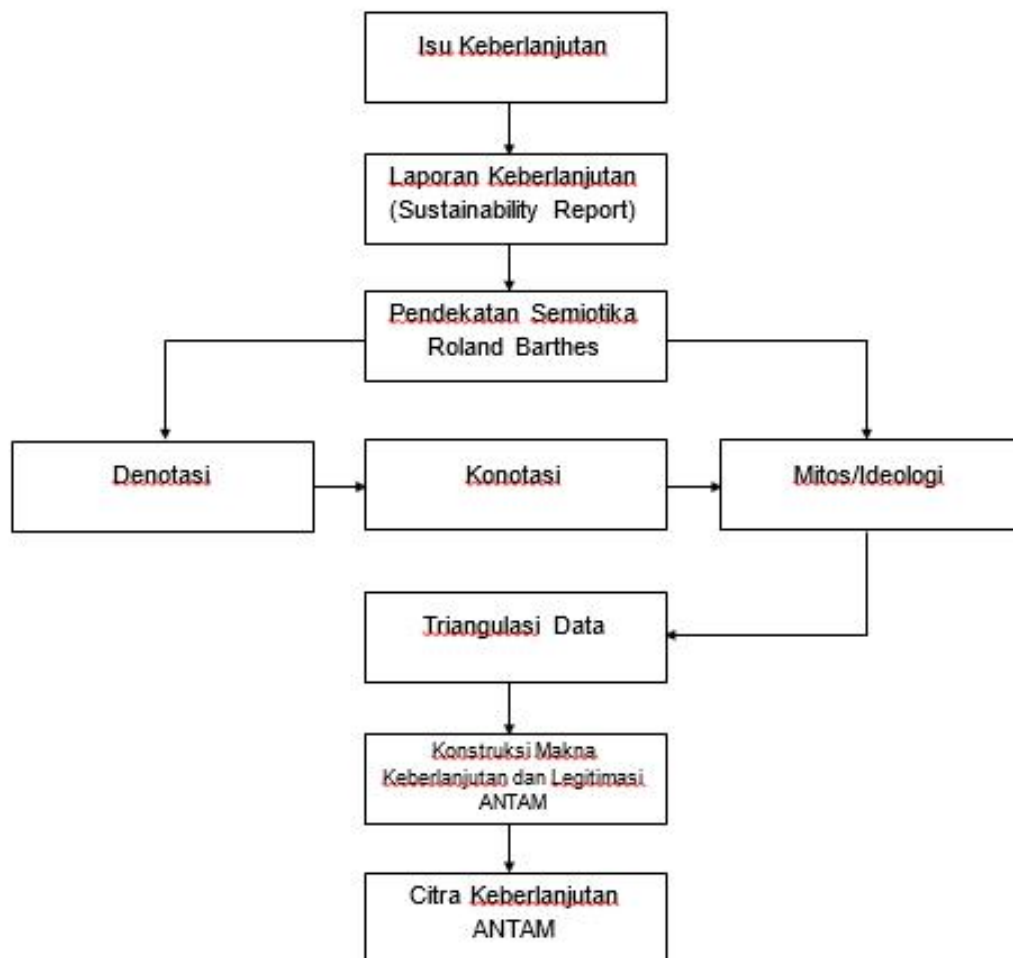 Isu Keberlanjutan
Laporan Keberlanjutan
(Sustainability Report)
Pendekatan Semiotika
Roland Barthes
Denotasi
Konotasi
Mitos/Ideologi
Triangulasi Data
Konstruksi Makna
Keberlanjutan dan Legitimasi
ANTAM
Citra Keberlanjutan
ANTAM